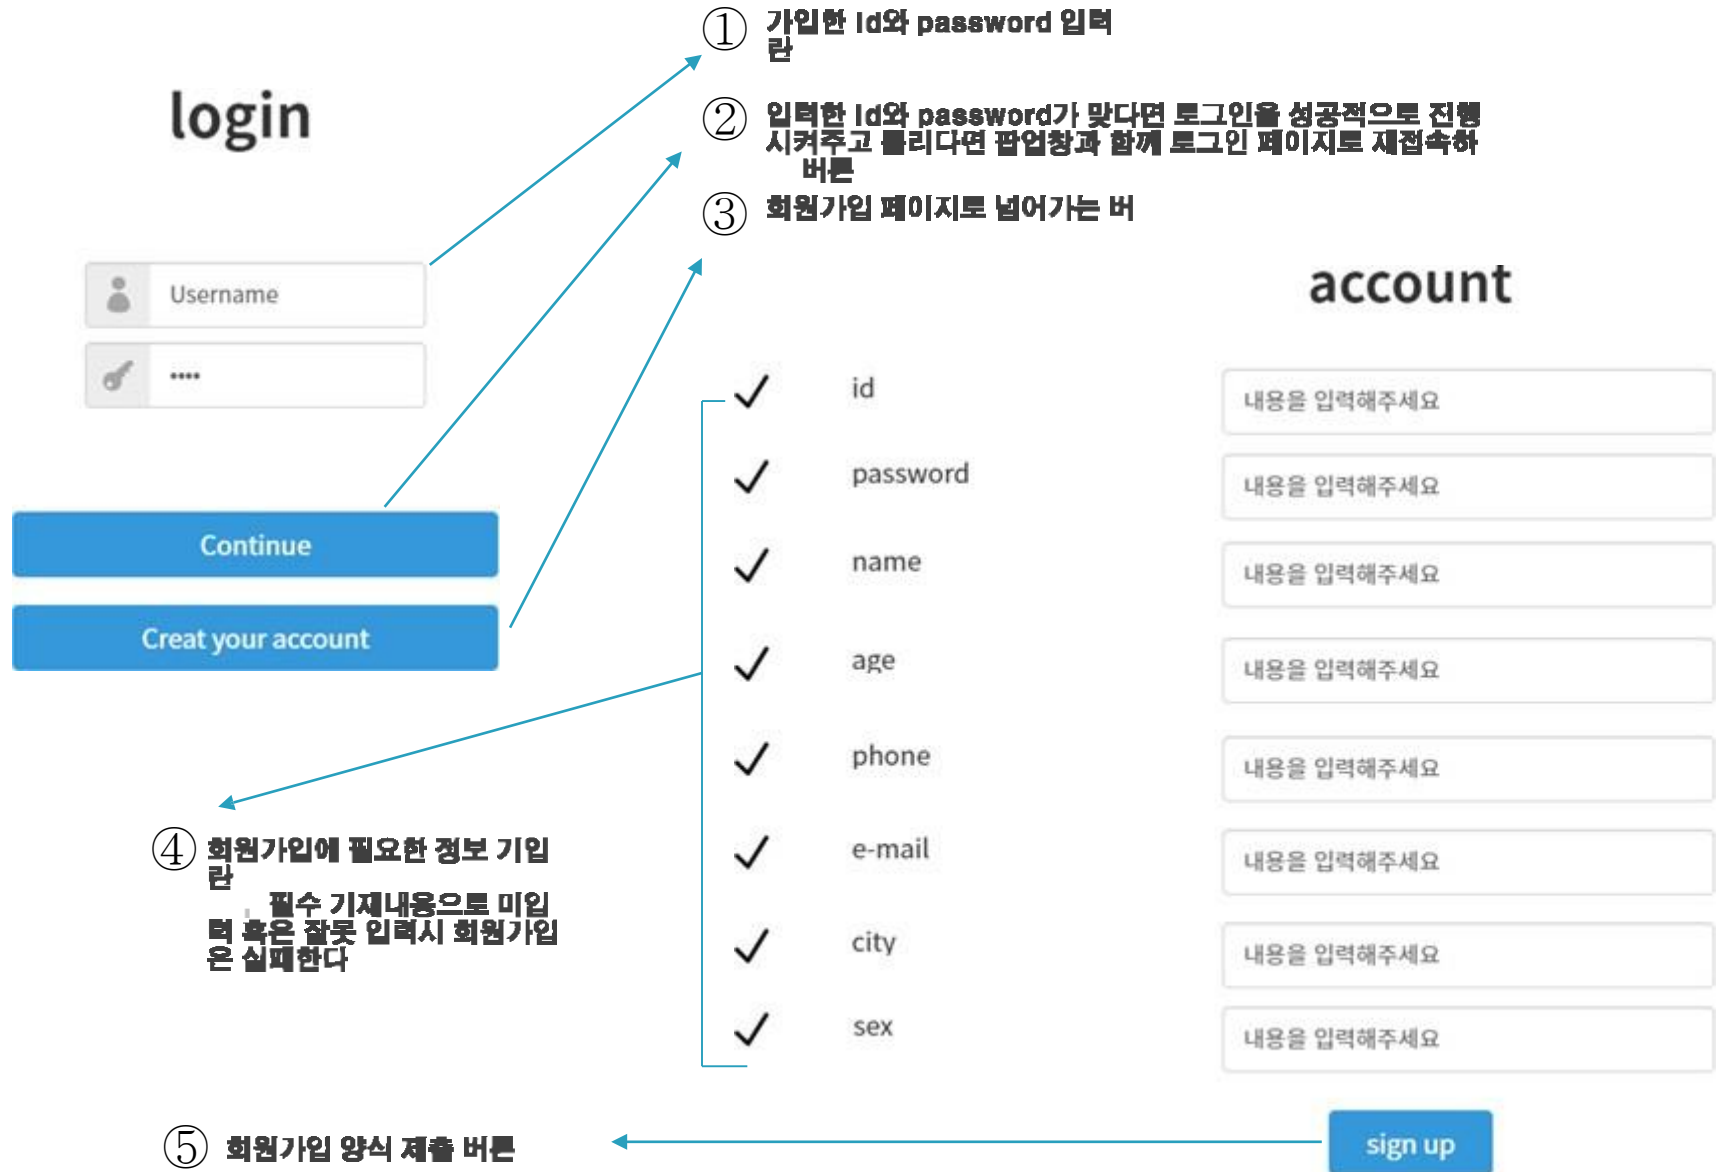 ① 가입한 id와 password 입력
란
② 입력한 id와 password가 맞다면 로그인을 성공적으로 진행
시켜주고 틀리다면 팝업창과 함께 로그인 페이지로 재접속하
버튼
③ 회원가입 페이지로 넘어가는 버
login
Username
••••
Continue
Creat your account
account
id 내용을 입력해주세요
password 내용을 입력해주세요
name 내용을 입력해주세요
age 내용을 입력해주세요
phone 내용을 입력해주세요
e-mail 내용을 입력해주세요
city 내용을 입력해주세요
sex 내용을 입력해주세요
sign up
④ 회원가입에 필요한 정보 기입
란
필수 기재내용으로 미입
력 혹은 잘못 입력시 회원가입
은 실패한다
⑤ 회원가입 양식 제출 버튼